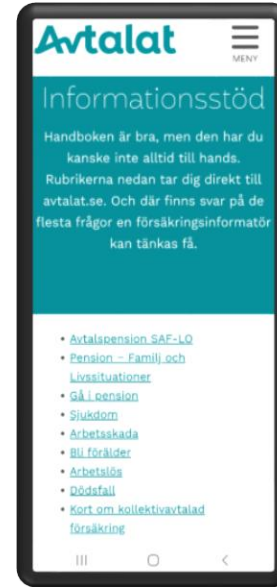 Avtalat
MENY
Informationsstöd
Handboken är bra, men den har du
kanske inte alltid till hands.
Rubrikerna nedan tar dig direkt till
avtalat.se. Och där finns svar på de
flesta frågor en försäkringsinformatör
kan tänkas få.
• Avtalspension SAF-LO
• Pension – Familj och
Livssituationer
• Gå i pension
• Sjukdom
• Arbetsskada
• Bli förälder
• Arbetslös
• Dödsfall
• Kort om kollektivavtalad
försäkring